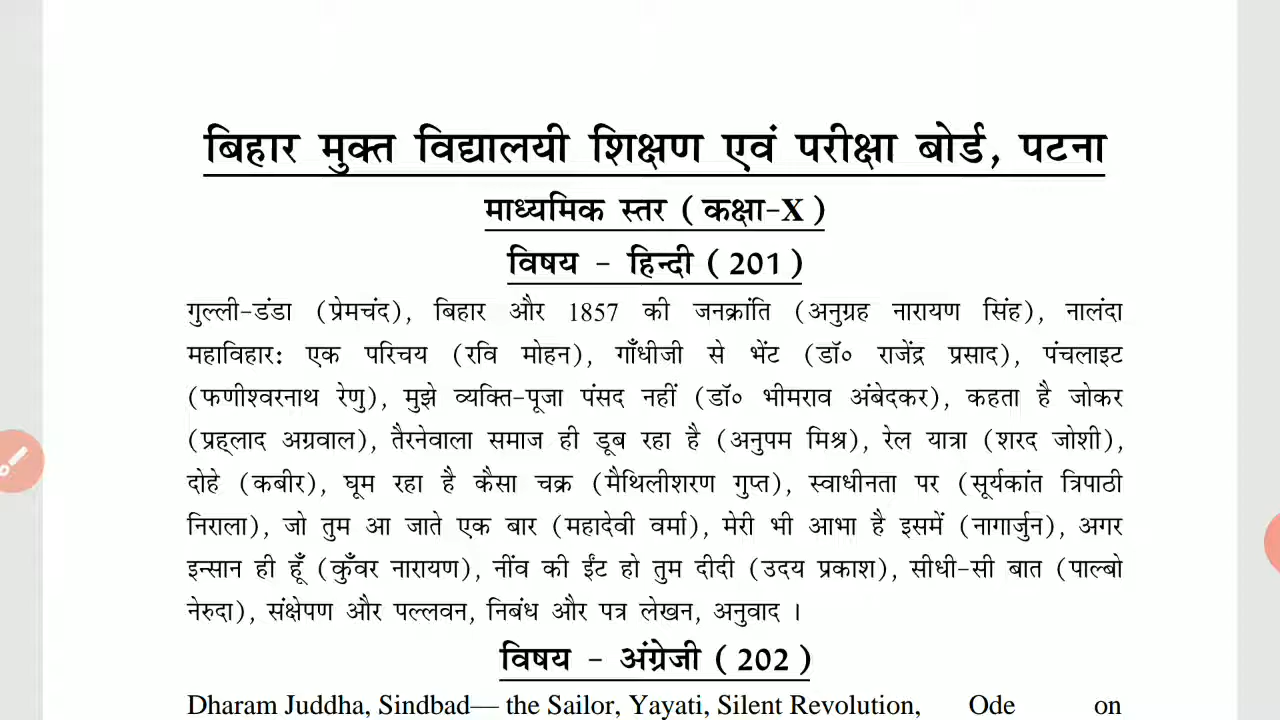 बिहार मुक्त विद्यालयी शिक्षण एवं परीक्षा बोर्ड, पटना
माध्यमिक स्तर (कक्षा-X)
विषय - हिन्दी (201)
गुल्ली-डंडा (प्रेमचंद), बिहार और 1857 की जनक्रांति (अनुग्रह नारायण सिंह), नालंदा
महाविहारः एक परिचय (रवि मोहन), गाँधीजी से भेंट (डॉ० राजेंद्र प्रसाद), पंचलाइट
(फणीश्वरनाथ रेणु), मुझे व्यक्ति-पूजा पंसद नहीं (डॉ० भीमराव अंबेदकर), कहता है जोकर
(प्रह्लाद अग्रवाल), तैरनेवाला समाज ही डूब रहा है (अनुपम मिश्र), रेल यात्रा (शरद जोशी),
दोहे (कबीर), घूम रहा है कैसा चक्र (मैथिलीशरण गुप्त), स्वाधीनता पर (सूर्यकांत त्रिपाठी
निराला), जो तुम आ जाते एक बार (महादेवी वर्मा), मेरी भी आभा है इसमें (नागार्जुन), अगर
इन्सान ही हूँ (कुँवर नारायण), नींव की ईंट हो तुम दीदी (उदय प्रकाश), सीधी-सी बात (पाल्बो
नेरुदा), संक्षेपण और पल्लवन, निबंध और पत्र लेखन, अनुवाद ।
विषय - अंग्रेजी (202)
Dharam Juddha, Sindbad— the Sailor, Yayati, Silent Revolution, Ode on